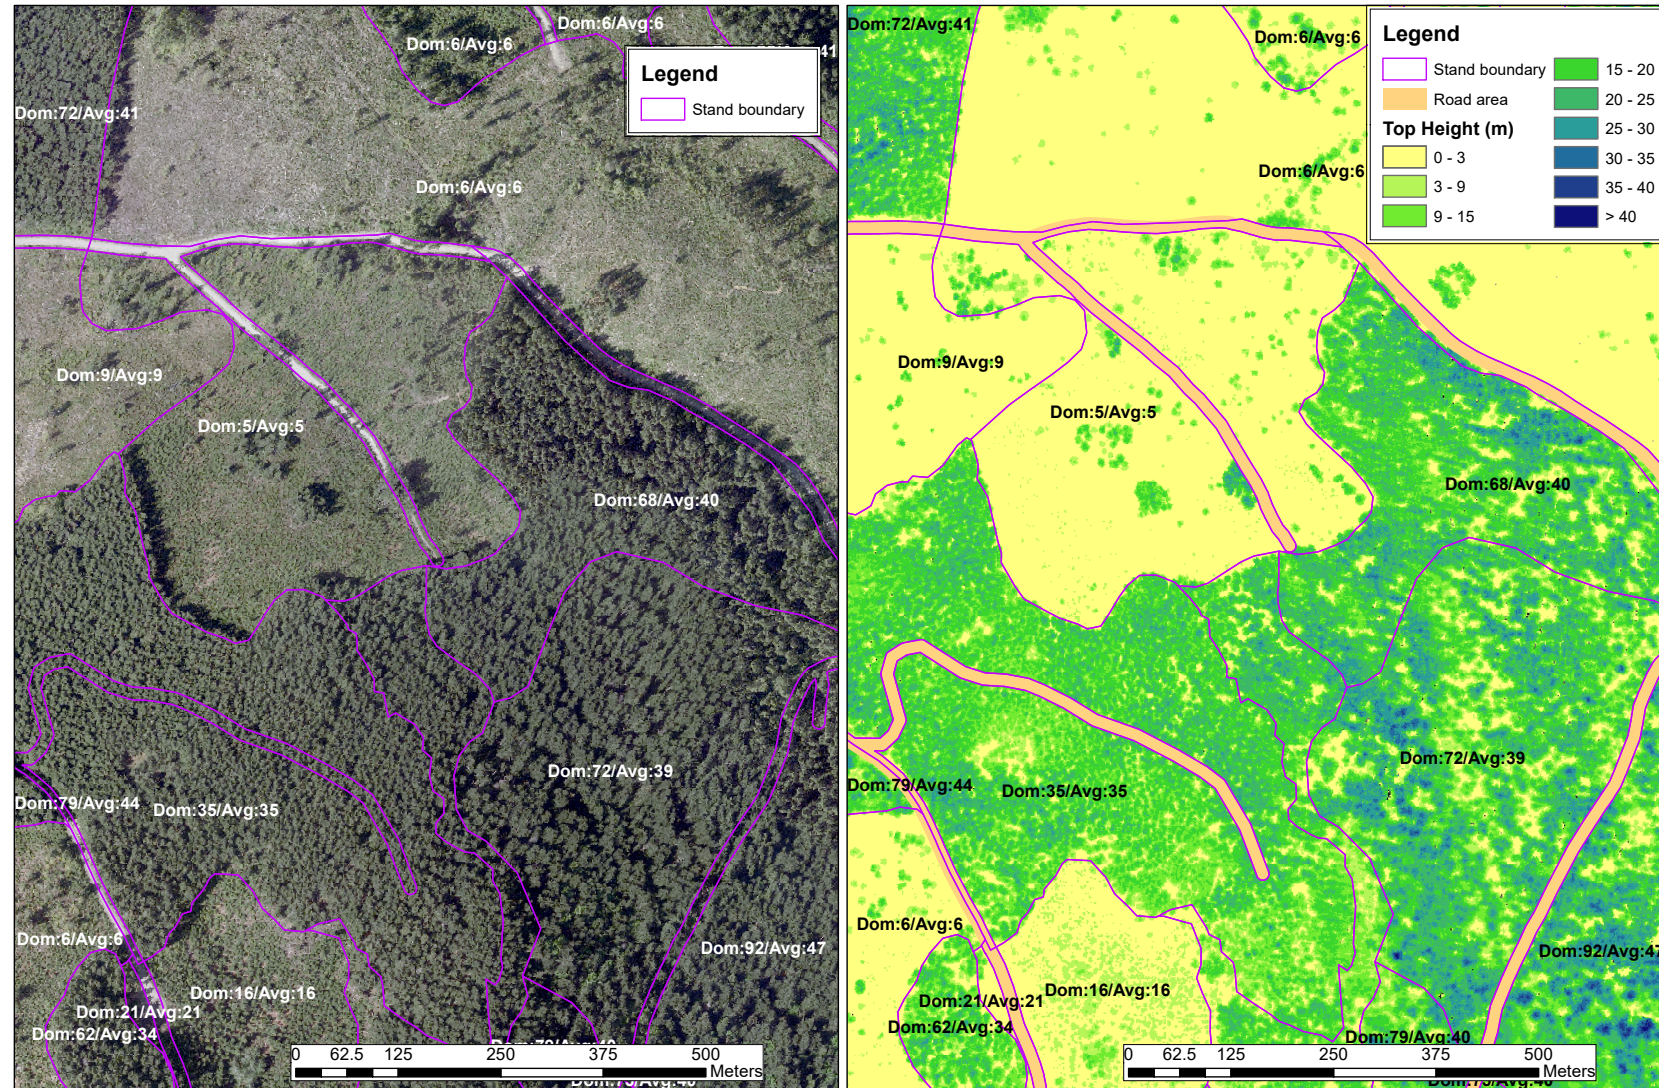 Dom:6/Avg:6
Dom:6/Avg:6
41
Legend
Stand boundary
Dom:72/Avg:41
Dom:6/Avg:6
Dom:9/Avg:9
Dom:5/Avg:5
Dom:68/Avg:40
Dom:72/Avg:39
Dom:79/Avg:44
Dom:35/Avg:35
Dom:6/Avg:6
Dom:92/Avg:47
Dom:16/Avg:16
Dom:21/Avg:21
Dom:62/Avg:34
0 62.5 125 250 375 500
Meters
Dom:72/Avg:41
Dom:6/Avg:6
Legend
Stand boundary
Road area
Top Height (m)
0 - 3
3 - 9
9 - 15
15 - 20
20 - 25
25 - 30
30 - 35
35 - 40
> 40
Dom:6/Avg:6
Dom:9/Avg:9
Dom:5/Avg:5
Dom:68/Avg:40
Dom:72/Avg:39
Dom:79/Avg:44
Dom:35/Avg:35
Dom:6/Avg:6
Dom:92/Avg:47
Dom:16/Avg:16
Dom:21/Avg:21
Dom:62/Avg:34
Dom:79/Avg:40
0 62.5 125 250 375 500
Meters